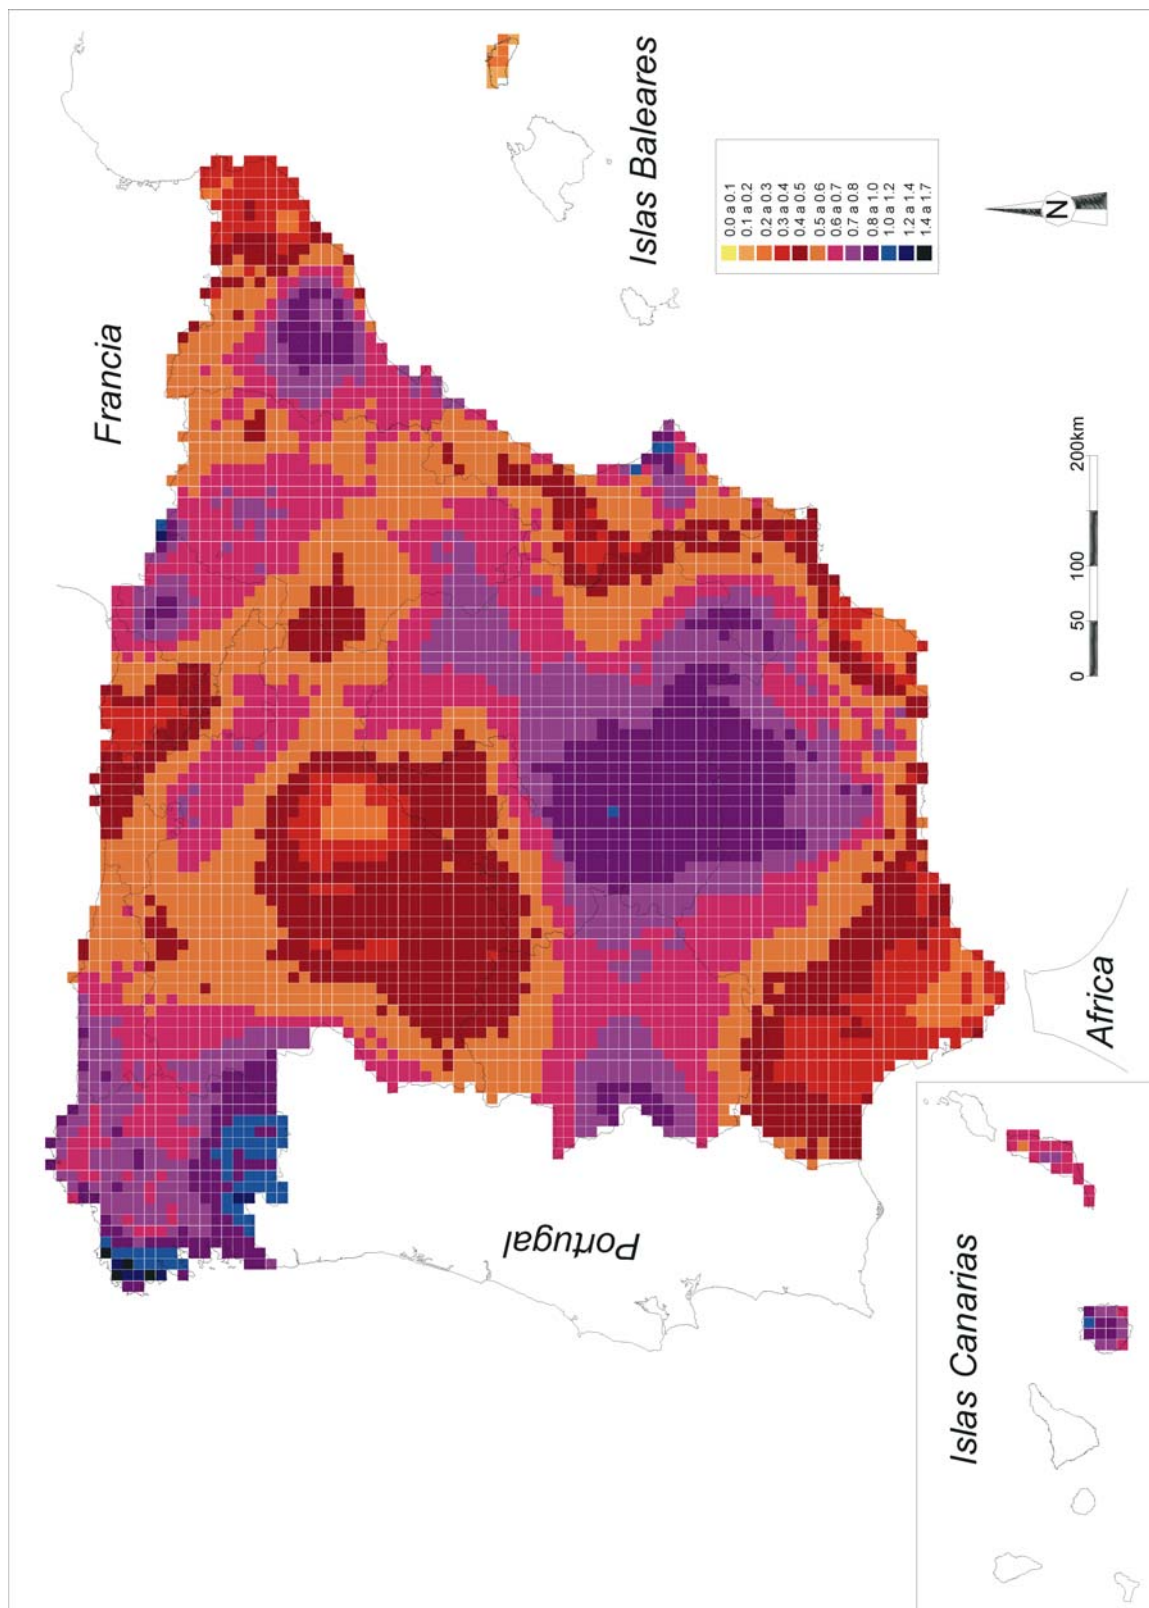 Francia
Islas Baleares
0.0 a 0.1
0.1 a 0.2
0.2 a 0.3
0.3 a 0.4
0.4 a 0.5
0.5 a 0.6
0.6 a 0.7
0.7 a 0.8
0.8 a 1.0
1.0 a 1.2
1.2 a 1.4
1.4 a 1.7
N
0 50 100 200km
Portugal
Africa
Islas Canarias